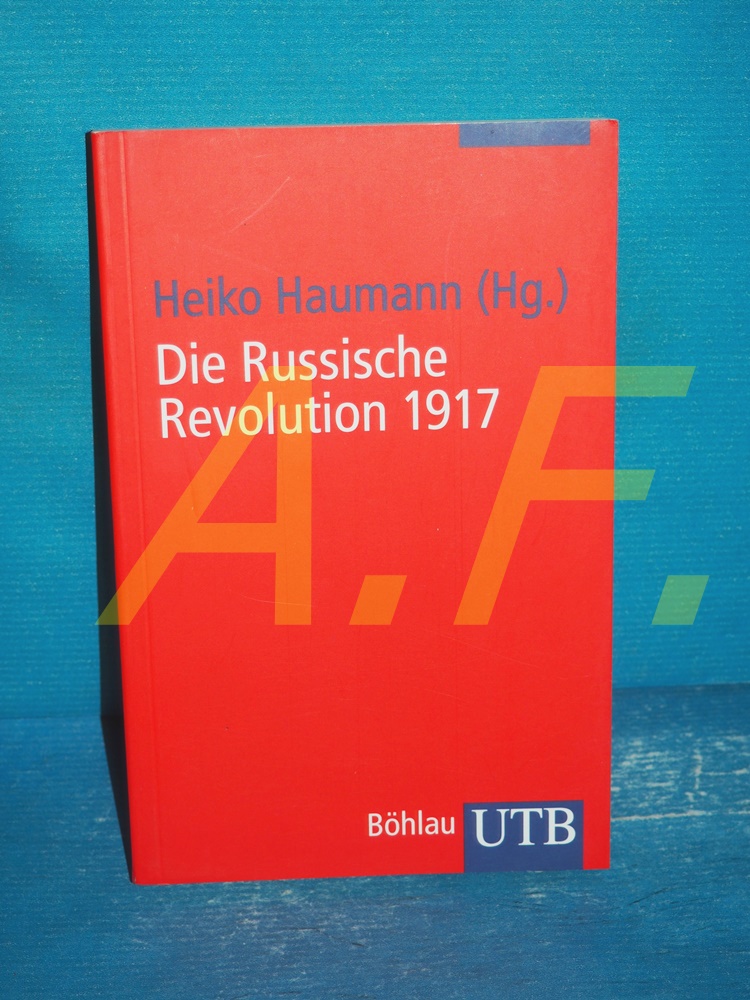 Heiko Haumann (Hg.)
Die Russische
Revolution 1917
A.F.
Böhlau UTB